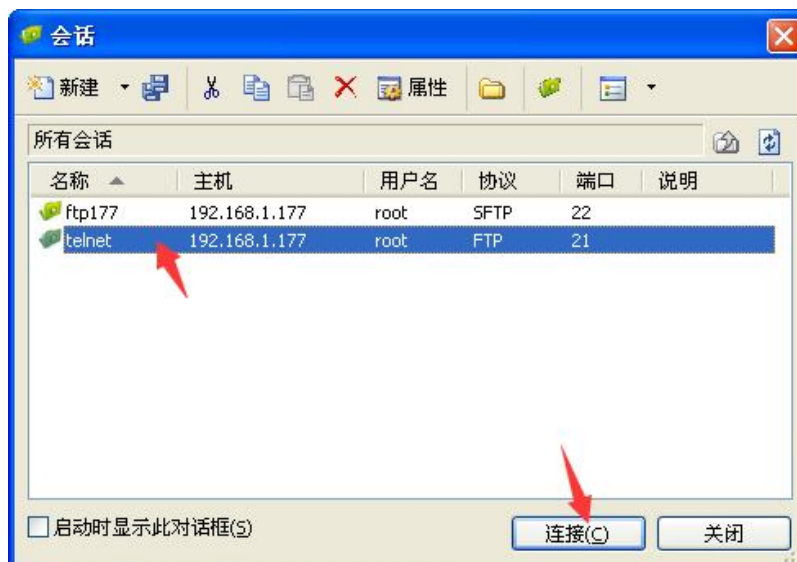 会话
新建 属性
所有会话
名称 主机 用户名 协议 端口 说明
ftp177 192.168.1.177 root SFTP 22
telnet 192.168.1.177 root FTP 21
启动时显示此对话框(S) 连接(C) 关闭